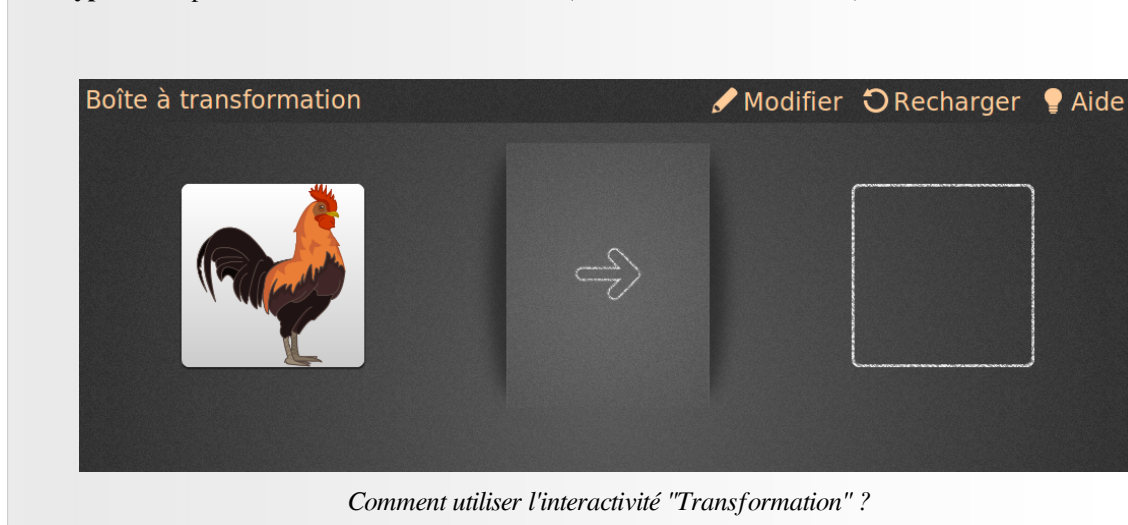 Boîte à transformation
Modifier Recharger Aide
Comment utiliser l'interactivité "Transformation" ?